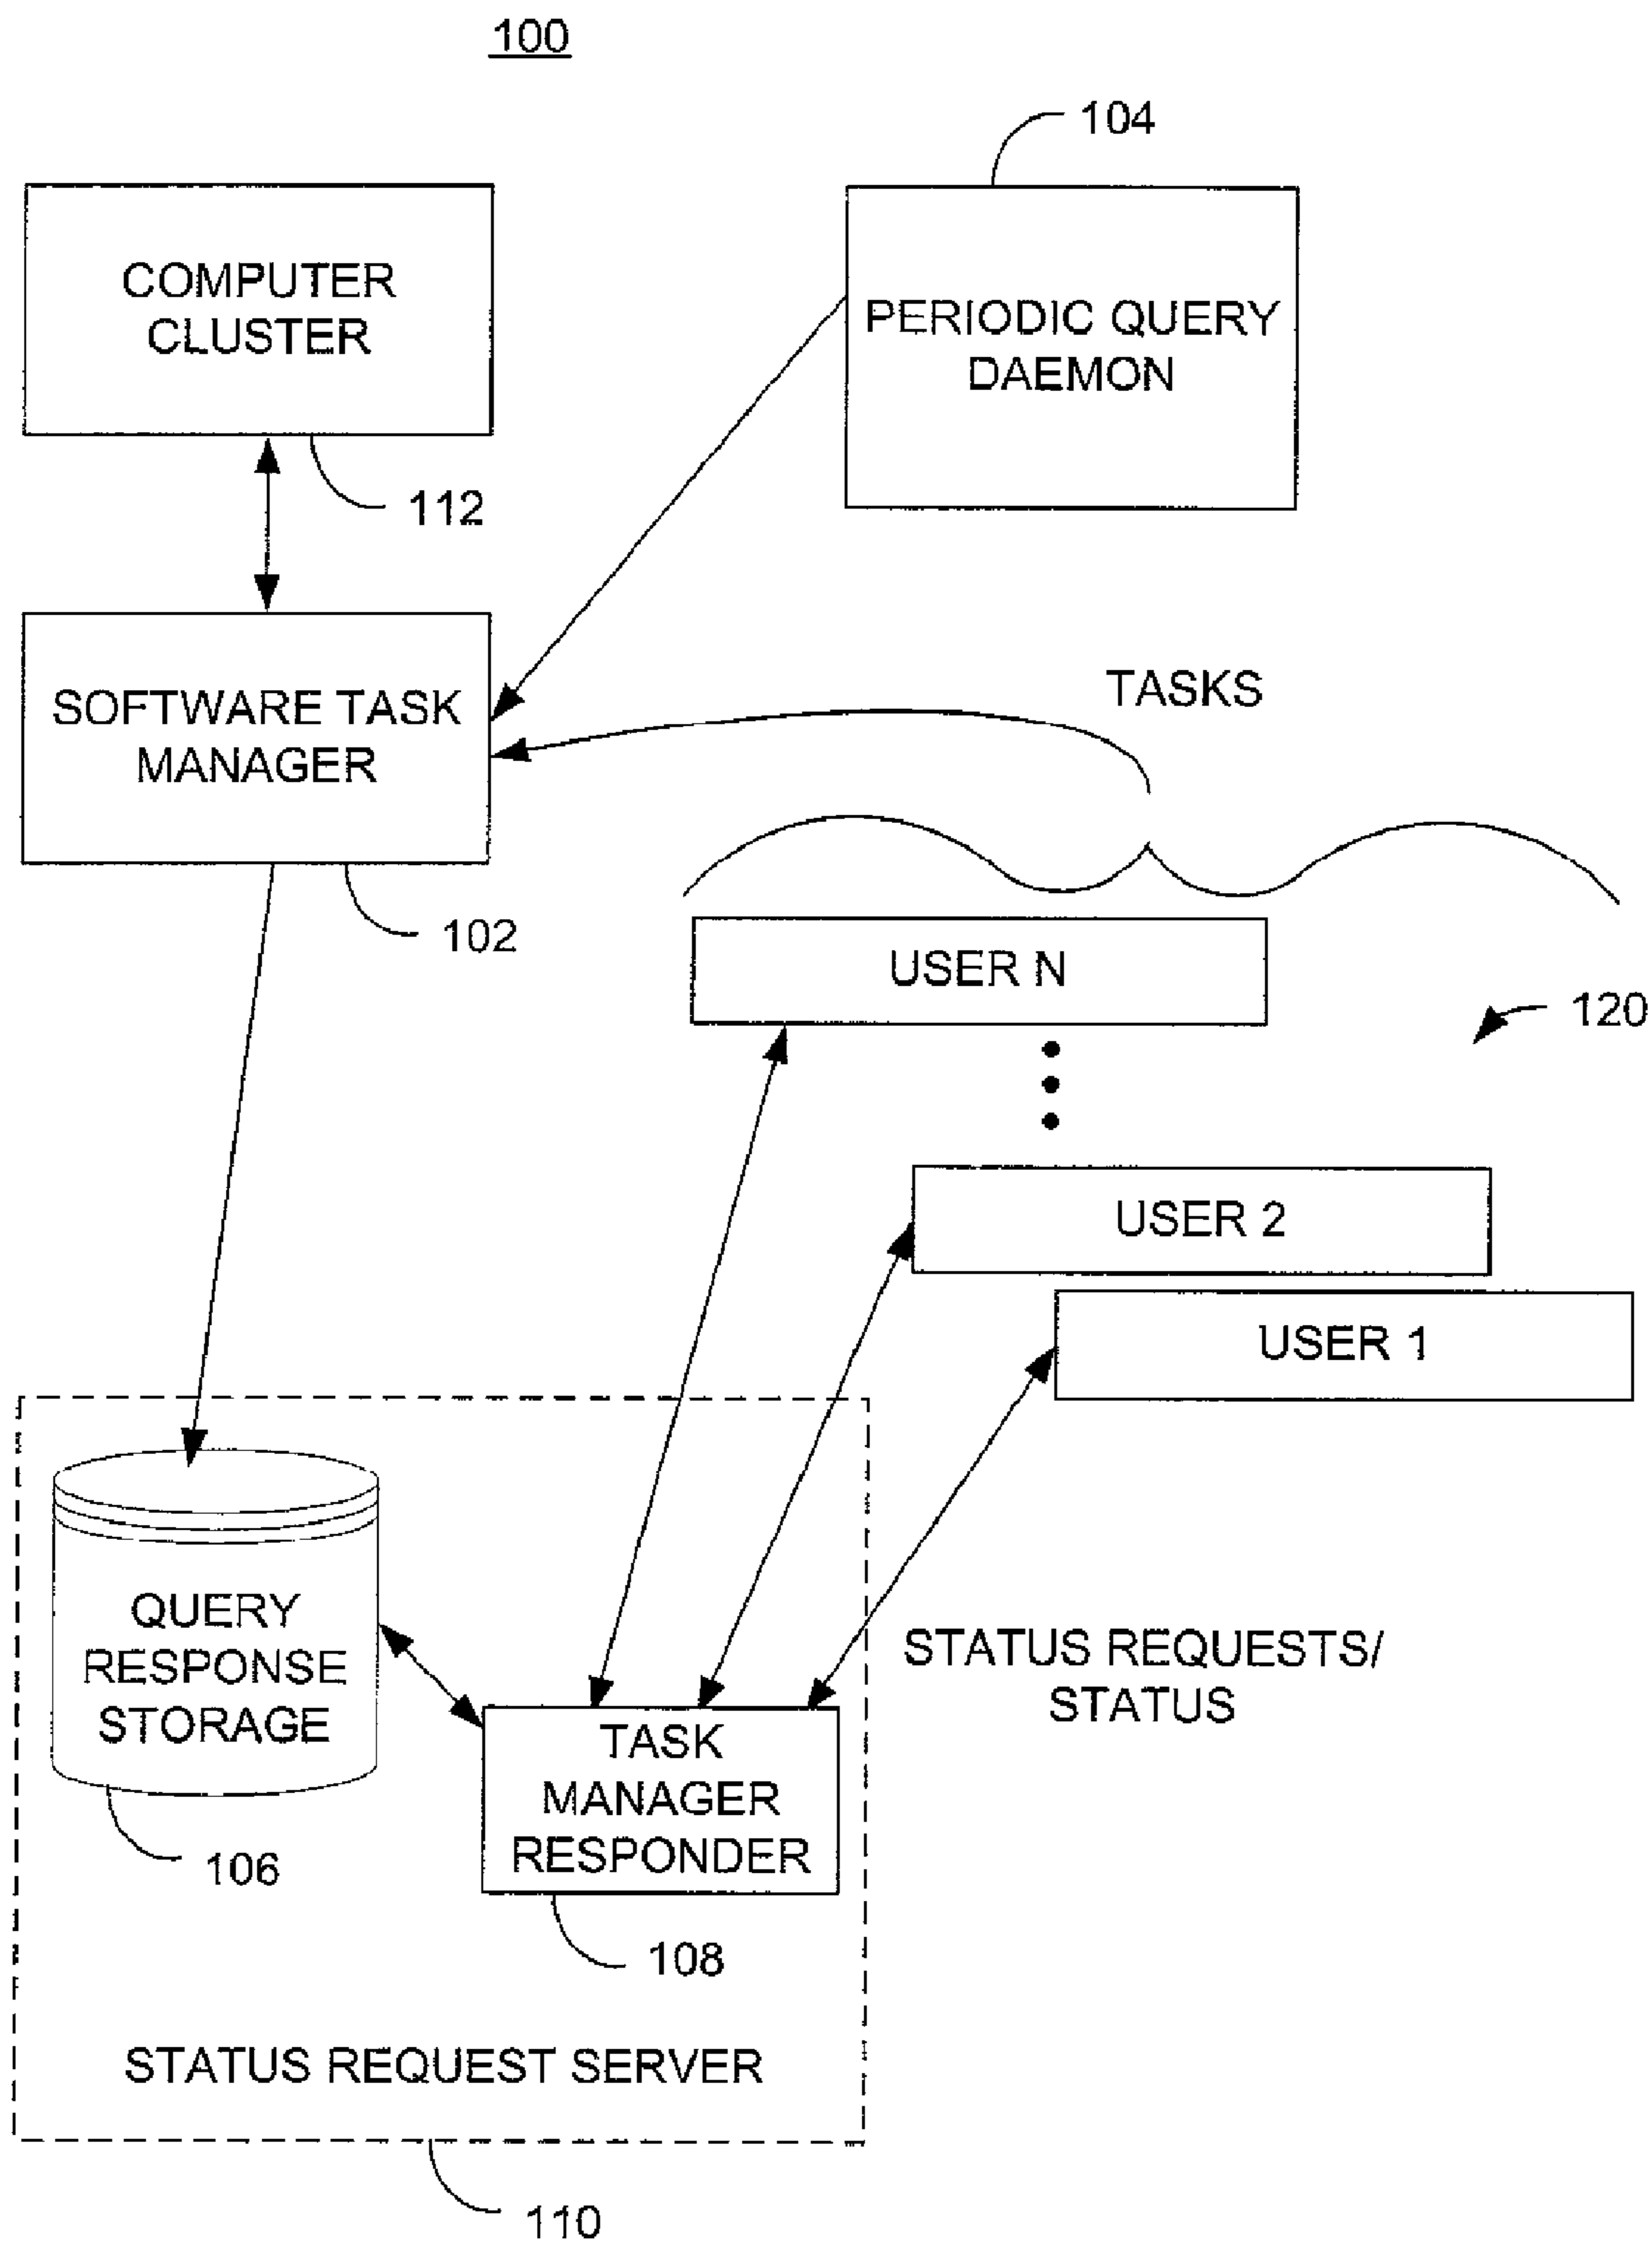 100
104
COMPUTER
CLUSTER
PERIODIC QUERY
DAEMON
112
SOFTWARE TASK
MANAGER
TASKS
102
USER N
120
USER 2
USER 1
QUERY
RESPONSE
STORAGE
STATUS REQUESTS/
STATUS
TASK
MANAGER
RESPONDER
106
108
STATUS REQUEST SERVER
110